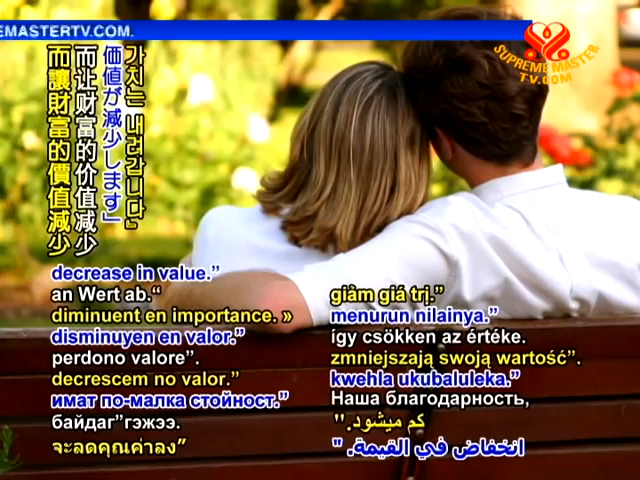 EMASTERTV.COM.
SUPREME MASTER
TV.COM
가치는 내려갑니다”
価値が減少します」
而让财富的价值减少
而讓財富的價值減少
decrease in value.”
an Wert ab.“
diminuent en importance. »
disminuyen en valor.”
perdono valore”.
decrescem no valor.”
имат по-малка стойност.”
байдаг”гэжээ.
จะลดคุณค่าลง”
giảm giá trị.”
menurun nilainya.”
így csökken az értéke.
zmniejszają swoją wartość”.
kwehla ukubaluleka.”
Наша благодарность,
کم میشود."
انخفاض في القيمة. "